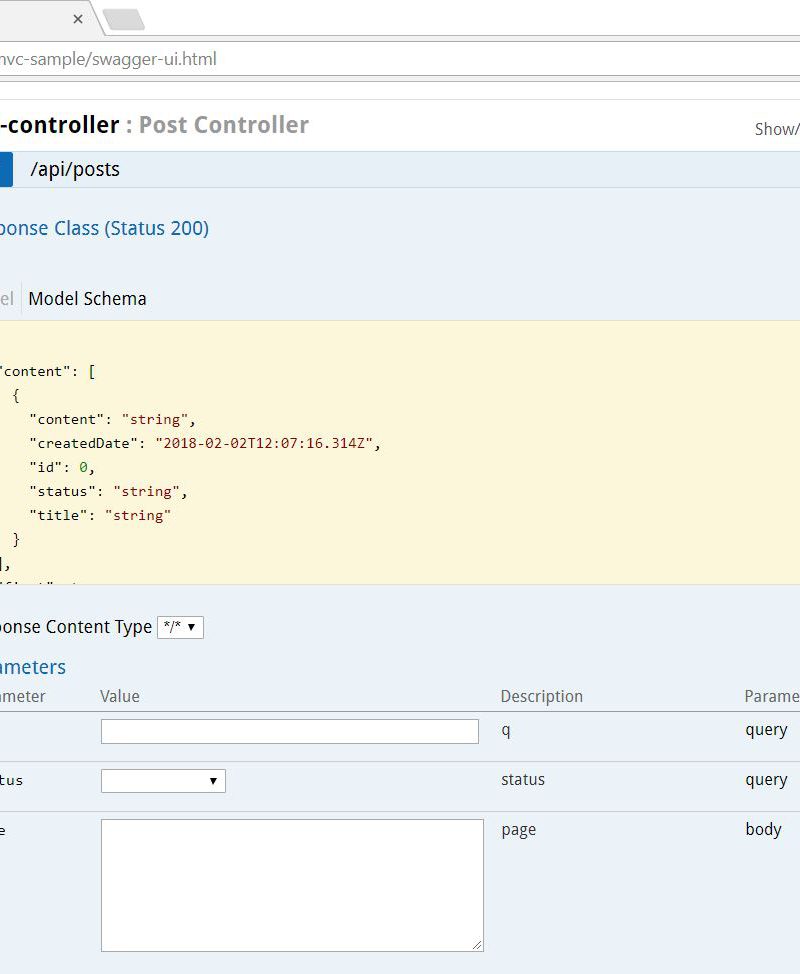 nvc-sample/swagger-ui.html
-controller : Post Controller
Show/
/api/posts
ponse Class (Status 200)
el Model Schema
"content": [
{
"content": "string",
"createdDate": "2018-02-02T12:07:16.314Z",
"id": 0,
"status": "string",
"title": "string"
}
],
onse Content Type */*
ameters
ameter Value Description Parame
q query
tus status query
e page body